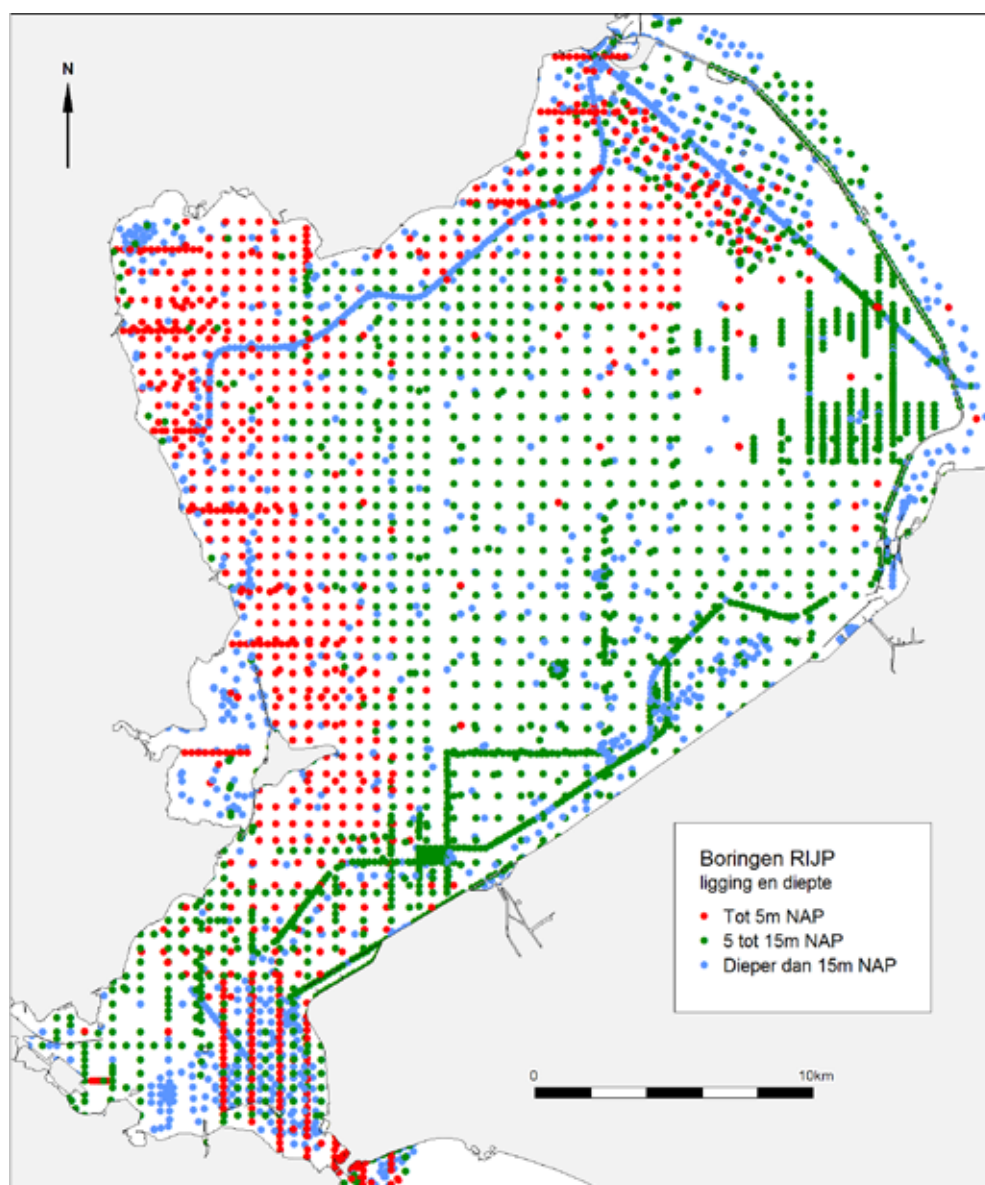 N
Boringen RIJP
ligging en diepte
Tot 5m NAP
5 tot 15m NAP
Dieper dan 15m NAP
0 10km